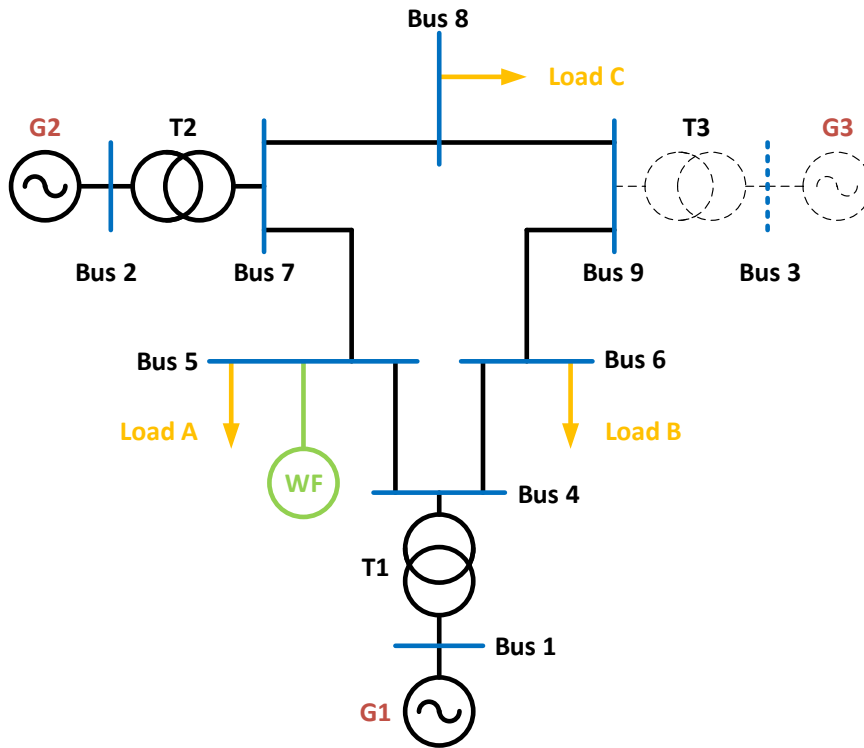 Bus 8
Load C
G2
T2
T3
G3
Bus 2
Bus 7
Bus 9
Bus 3
Bus 5
Bus 6
Load A
Load B
WF
Bus 4
T1
Bus 1
G1